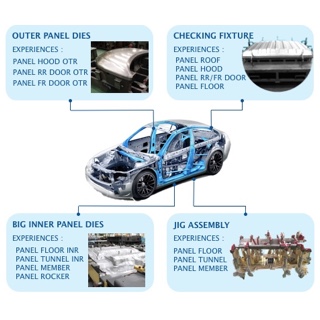 OUTER PANEL DIES
EXPERIENCES :
PANEL HOOD OTR
PANEL RR DOOR OTR
PANEL FR DOOR OTR
CHECKING FIXTURE
EXPERIENCES :
PANEL ROOF
PANEL HOOD
PANEL RR/FR DOOR
PANEL FLOOR
BIG INNER PANEL DIES
EXPERIENCES :
PANEL FLOOR INR
PANEL TUNNEL INR
PANEL MEMBER
PANEL ROCKER
JIG ASSEMBLY
EXPERIENCES :
PANEL FLOOR
PANEL TUNNEL
PANEL MEMBER